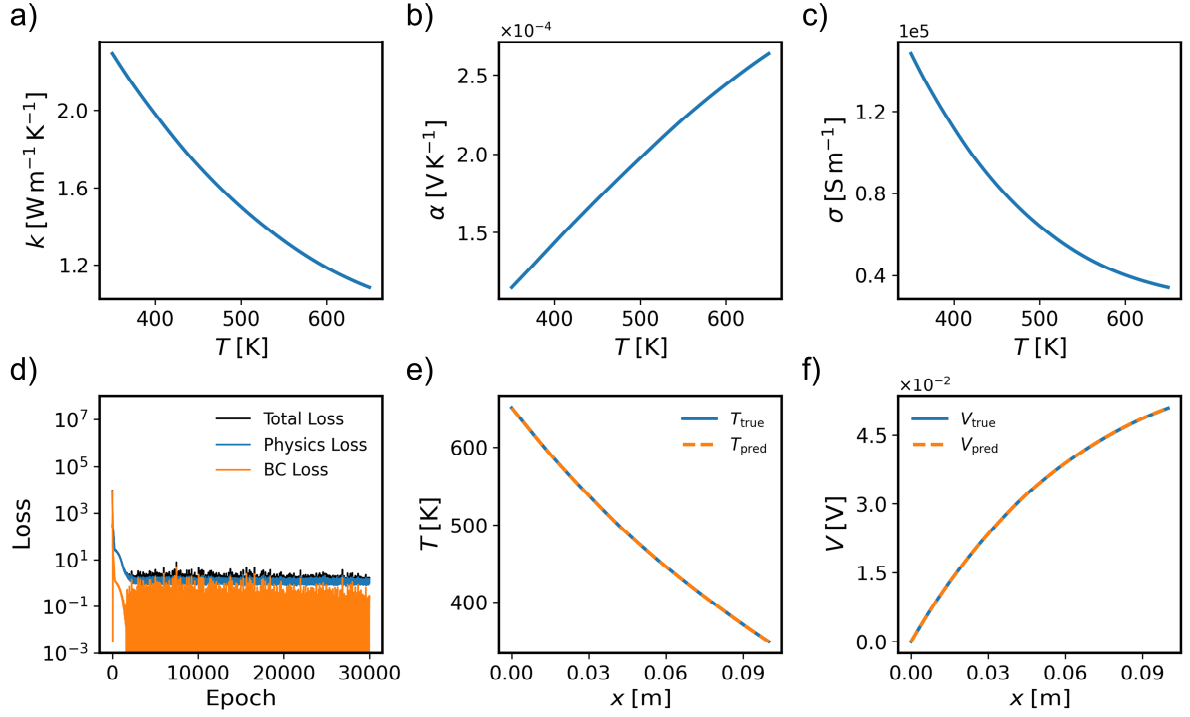 a)
k [W m⁻¹ K⁻¹]
2.0
1.6
1.2
400 500 600
T [K]
b)
×10⁻⁴
α [V K⁻¹]
2.5
2.0
1.5
400 500 600
T [K]
c)
1e5
σ [S m⁻¹]
1.2
0.8
0.4
400 500 600
T [K]
d)
Loss
10⁷
10⁵
10³
10¹
10⁻¹
10⁻³
Total Loss
Physics Loss
BC Loss
0 10000 20000 30000
Epoch
e)
T [K]
600
500
400
T_true
T_pred
0.00 0.03 0.06 0.09
x [m]
f)
×10⁻²
V [V]
4.5
3.0
1.5
0.0
V_true
V_pred
0.00 0.03 0.06 0.09
x [m]